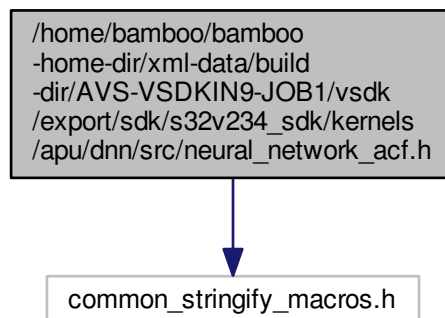 /home/bamboo/bamboo
-home-dir/xml-data/build
-dir/AVS-VSDKIN9-JOB1/vsdk
/export/sdk/s32v234_sdk/kernels
/apu/dnn/src/neural_network_acf.h
common_stringify_macros.h